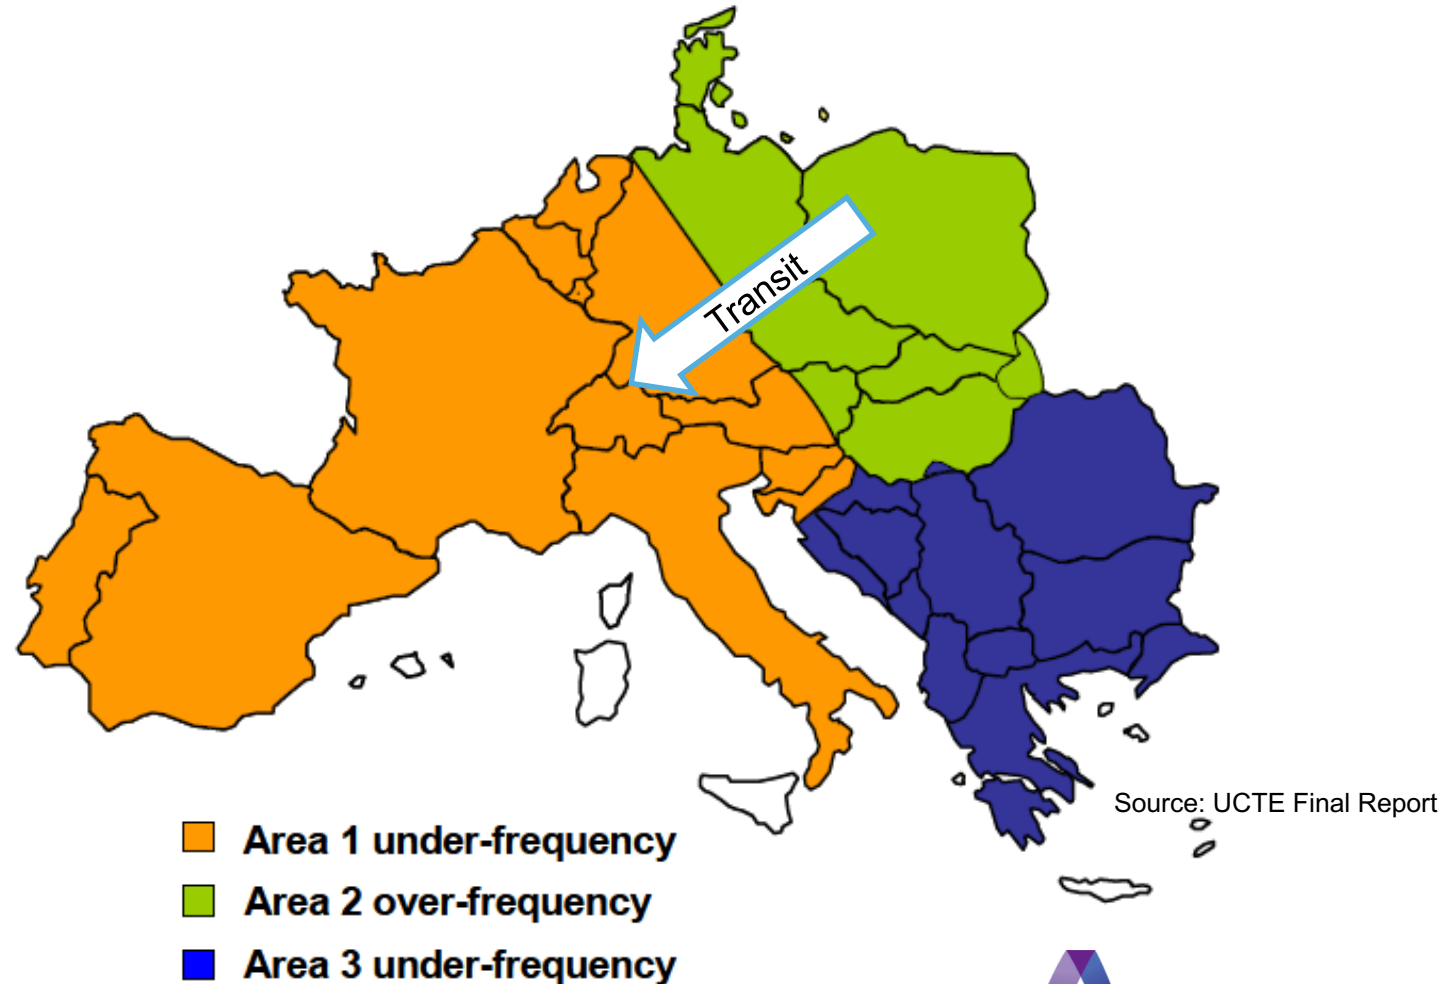 Transit
Source: UCTE Final Report
Area 1 under-frequency
Area 2 over-frequency
Area 3 under-frequency